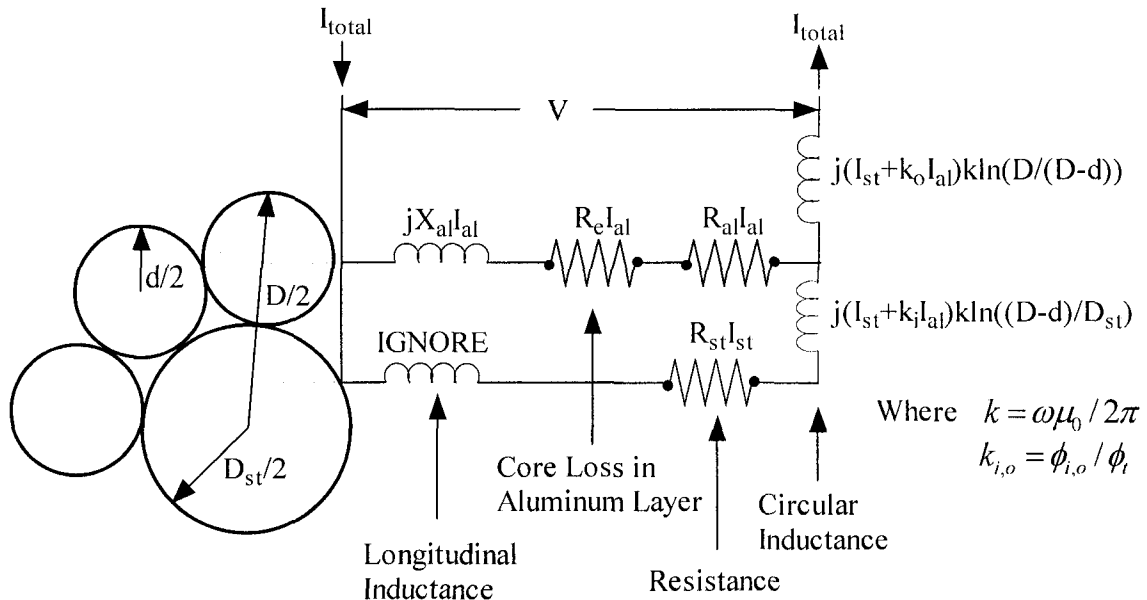 I_total
I_total
V
j(I_st+k_oI_al)kln(D/(D-d))
jX_alI_al
R_eI_al
R_alI_al
d/2
D/2
j(I_st+k_iI_al)kln((D-d)/D_st)
IGNORE
R_stI_st
Where k = ωμ_0 / 2π
k_i,o = ϕ_i,o / ϕ_t
D_st/2
Core Loss in
Aluminum Layer
Circular
Inductance
Longitudinal
Inductance
Resistance